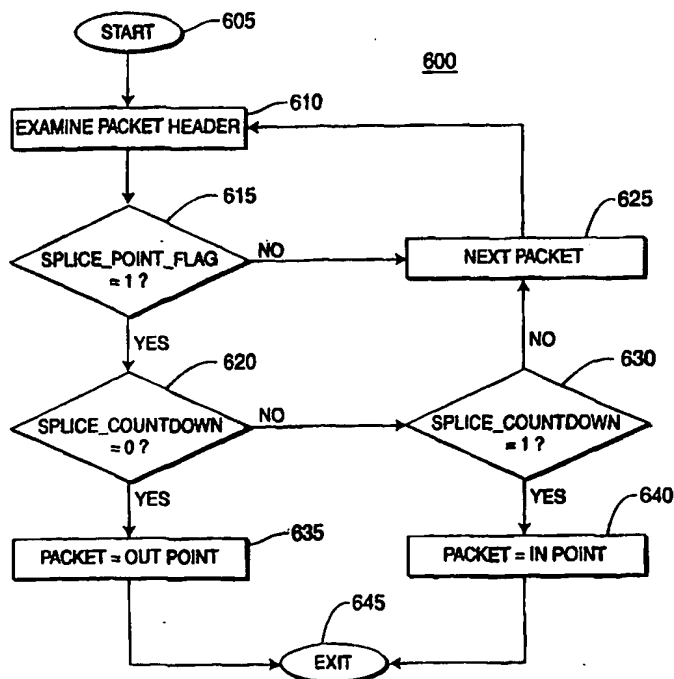 START
605
600
610
EXAMINE PACKET HEADER
615
625
SPLICE_POINT_FLAG
= 1 ?
NO
NEXT PACKET
YES
NO
620
630
SPLICE_COUNTDOWN
= 0 ?
NO
SPLICE_COUNTDOWN
= 1 ?
YES
YES
635
640
PACKET = OUT POINT
PACKET = IN POINT
645
EXIT